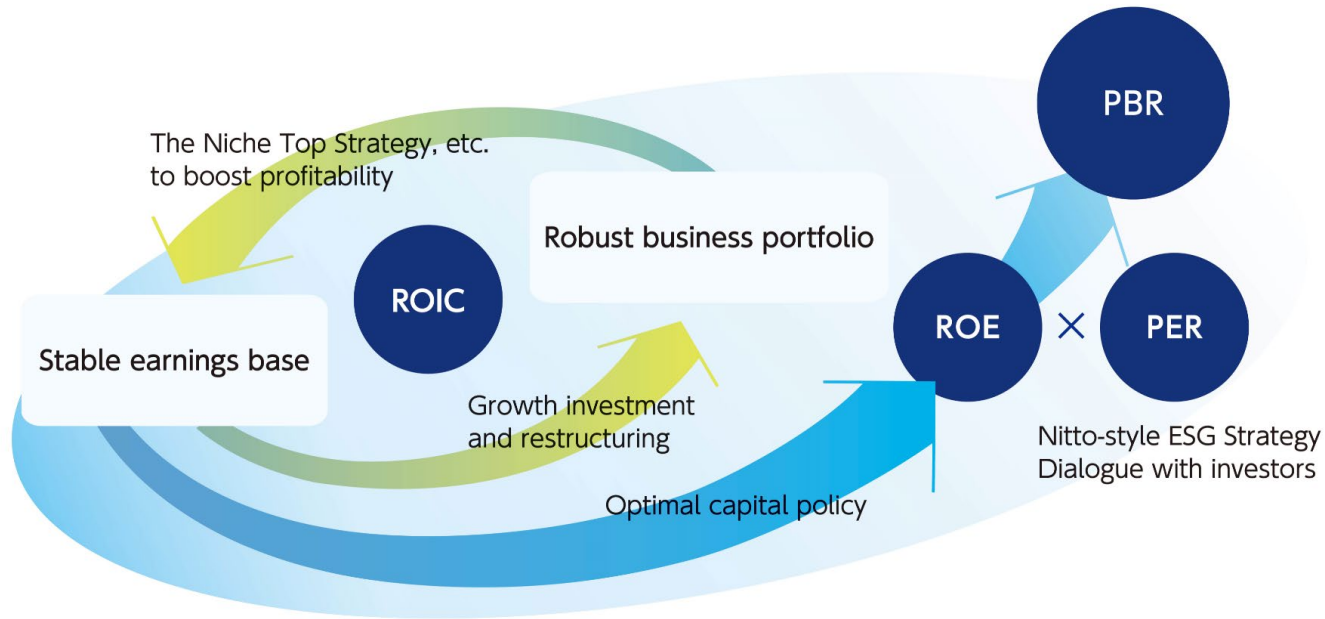 PBR
The Niche Top Strategy, etc.
to boost profitability
Robust business portfolio
ROIC
ROE
×
PER
Stable earnings base
Growth investment
and restructuring
Nitto-style ESG Strategy
Dialogue with investors
Optimal capital policy